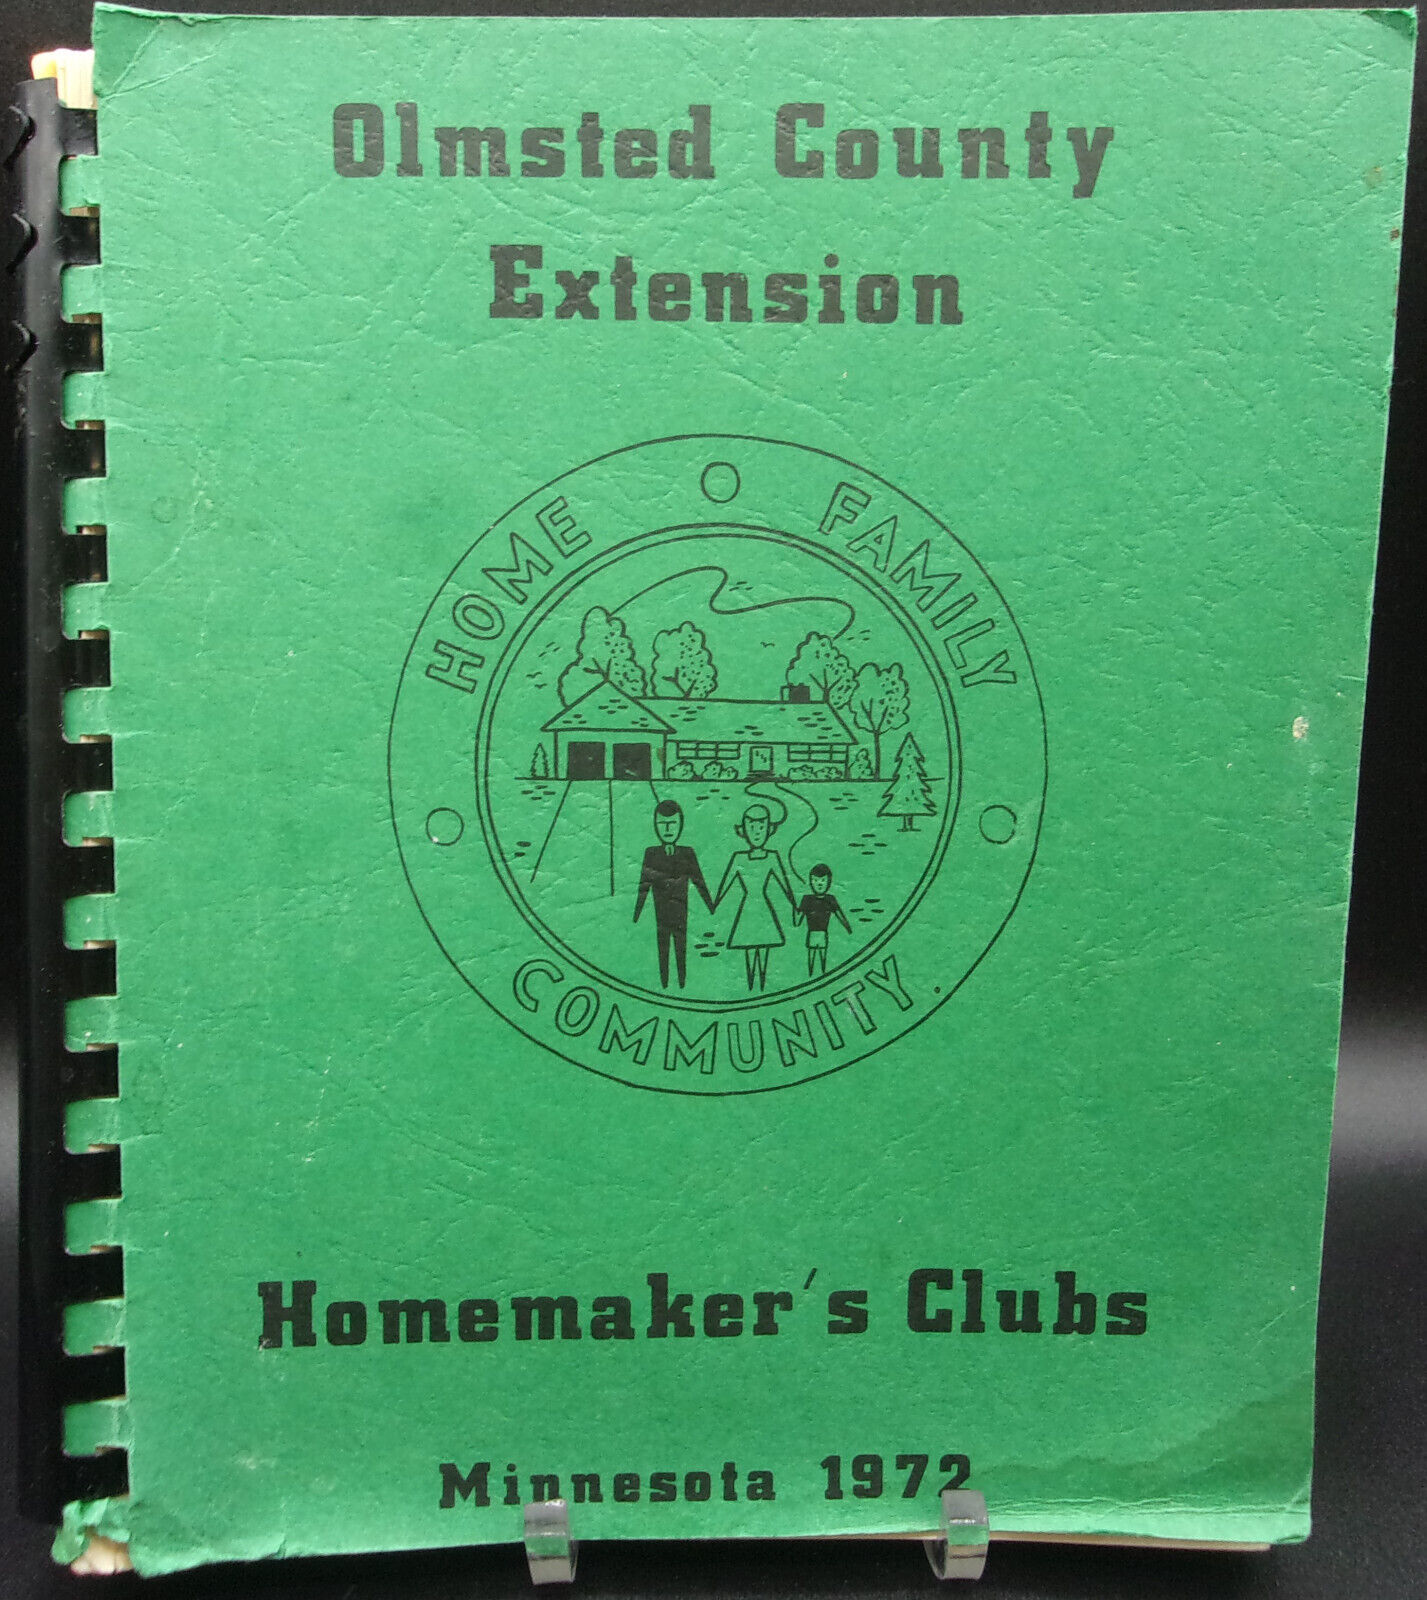 Olmsted County
Extension
HOME FAMILY
COMMUNITY.
Homemaker's Clubs
Minnesota 1972